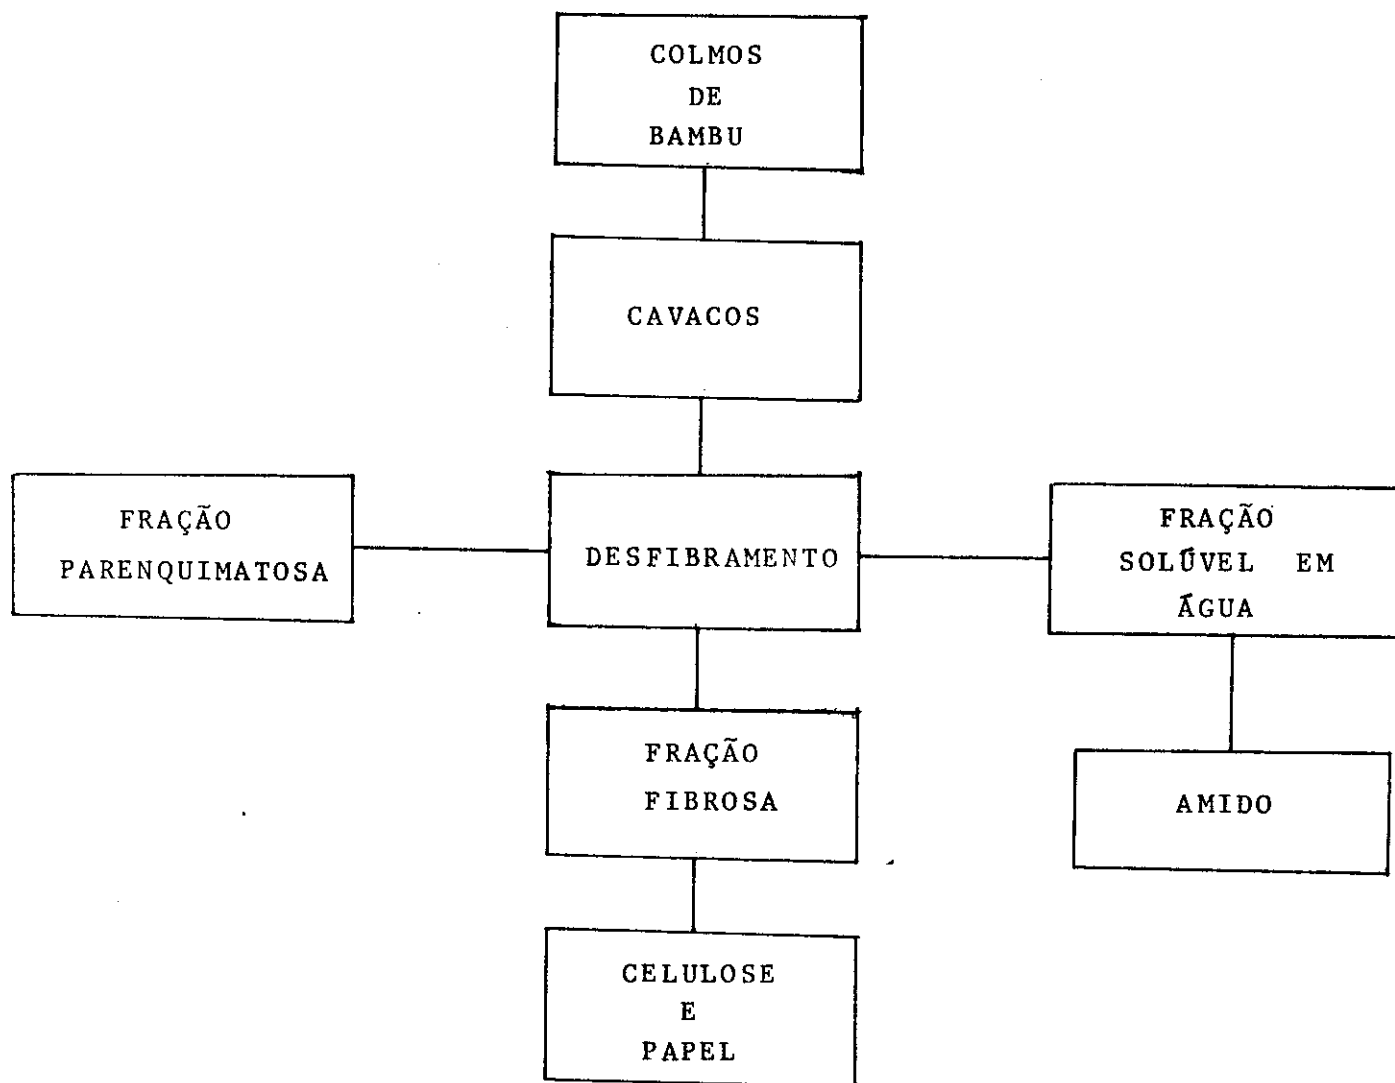 COLMOS
DE
BAMBU
CAVACOS
FRAÇÃO
PARENQUIMATOSA
DESFIBRAMENTO
FRAÇÃO
SOLÚVEL EM
ÁGUA
FRAÇÃO
FIBROSA
AMIDO
CELULOSE
E
PAPEL